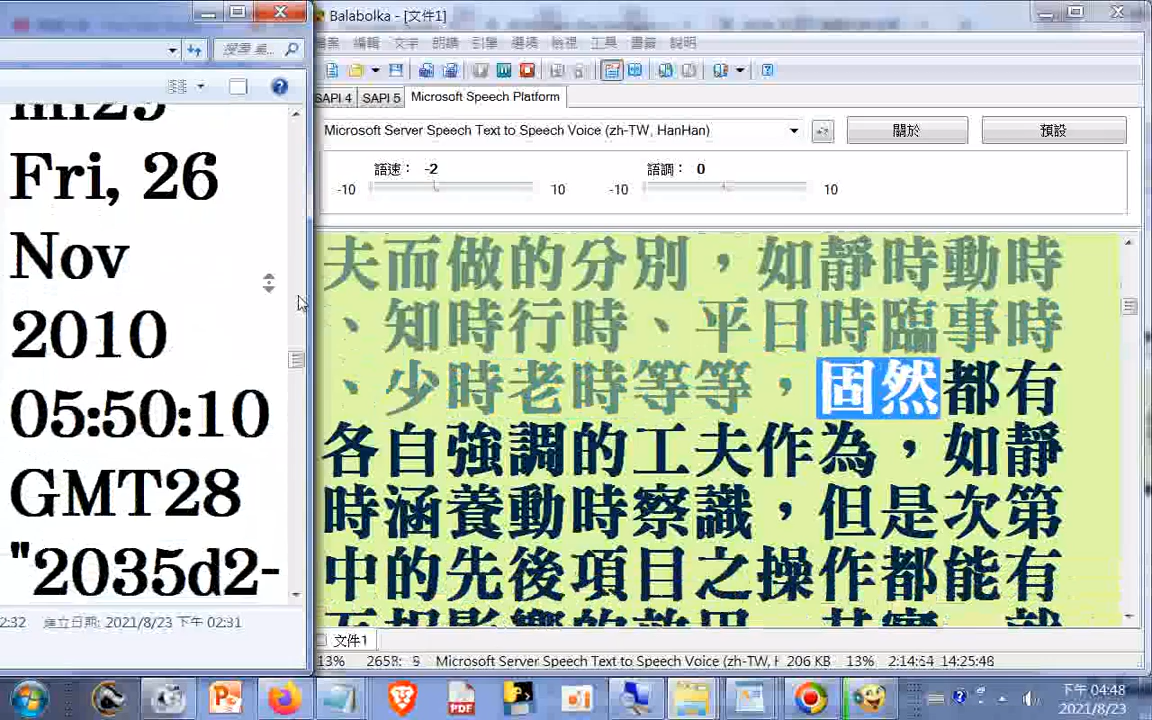 Balabolka - [文件1]
搜尋 桌...
檔案 編輯 文字 朗讀 引擎 選項 檢視 工具 書籤 說明
SAPI 4 SAPI 5 Microsoft Speech Platform
Microsoft Server Speech Text to Speech Voice (zh-TW, HanHan) 關於 預設
語速： -2 語調： 0
-10 10 -10 10
Fri, 26
Nov
2010
05:50:10
GMT28
"2035d2-
夫而做的分別，如靜時動時
、知時行時、平日時臨事時
、少時老時等等，固然都有
各自強調的工夫作為，如靜
時涵養動時察識，但是次第
中的先後項目之操作都能有
2:32 建立日期: 2021/8/23 下午 02:31
文件1
13% 2658: 9 Microsoft Server Speech Text to Speech Voice (zh-TW, H 206 KB 13% 2:14:54 14:25:48
下午 04:48
2021/8/23